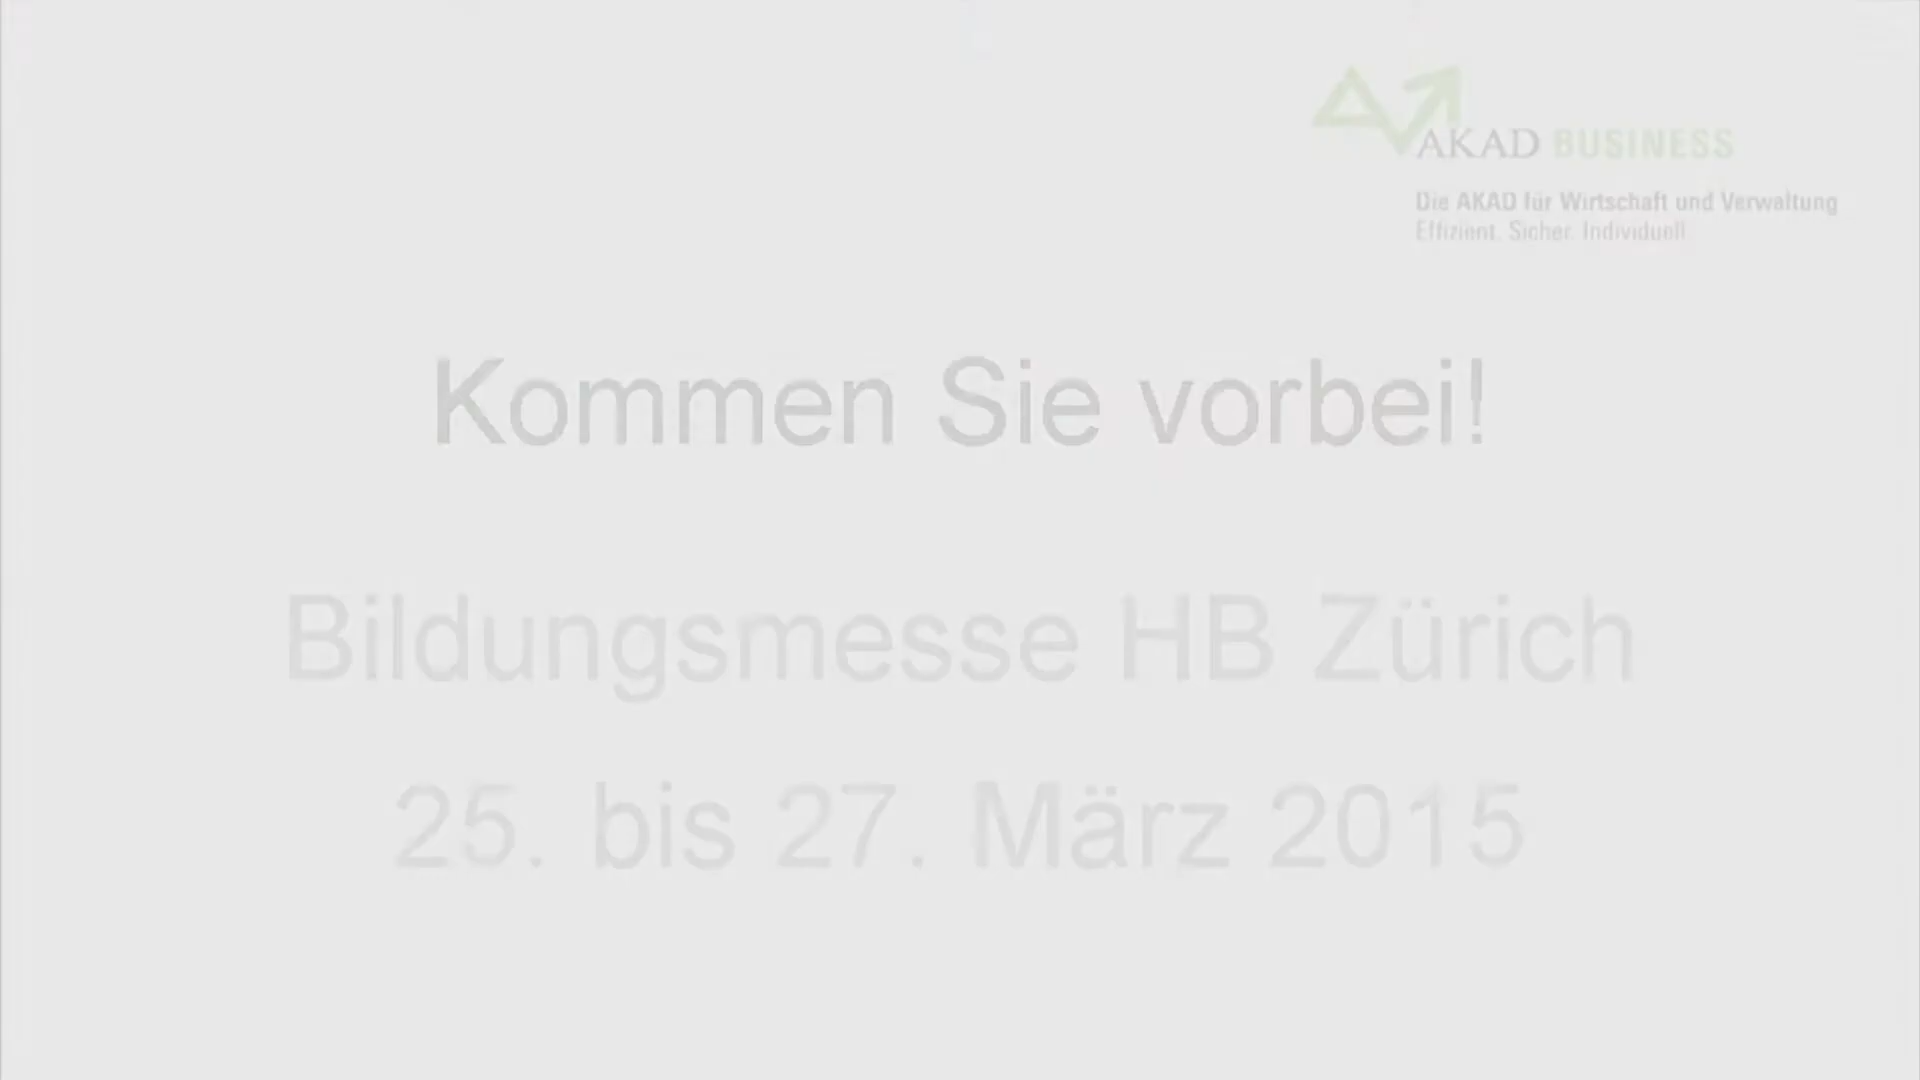 AKAD BUSINESS
Die AKAD für Wirtschaft und Verwaltung
Effizient. Sicher. Individuell
Kommen Sie vorbei!
Bildungsmesse HB Zürich
25. bis 27. März 2015